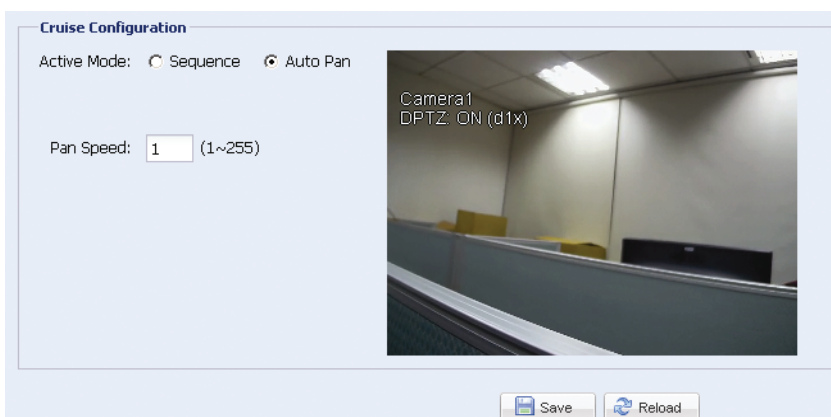 Cruise Configuration
Active Mode: Sequence Auto Pan
Camera1
DPTZ: ON (d1x)
Pan Speed: 1 (1~255)
Save Reload